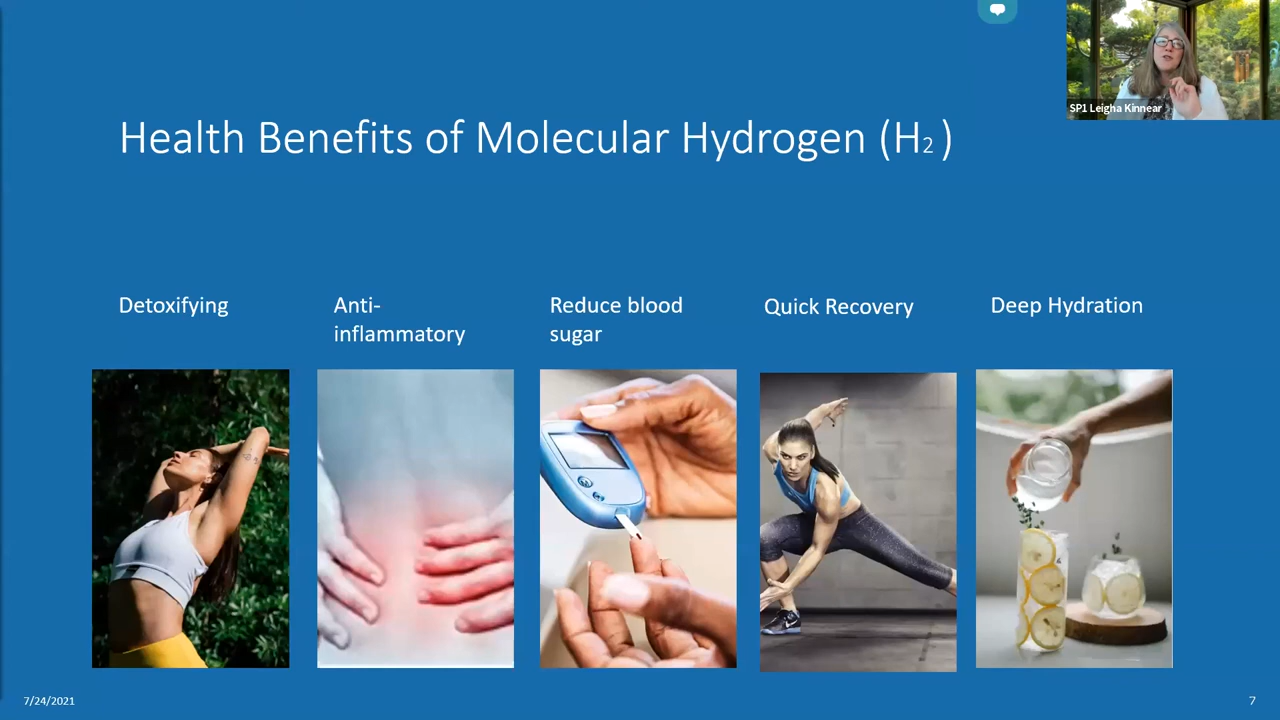 SP1 Leigha Kinnear
Health Benefits of Molecular Hydrogen (H2 )
Detoxifying
Anti-
inflammatory
Reduce blood
sugar
Quick Recovery
Deep Hydration
7/24/2021
7